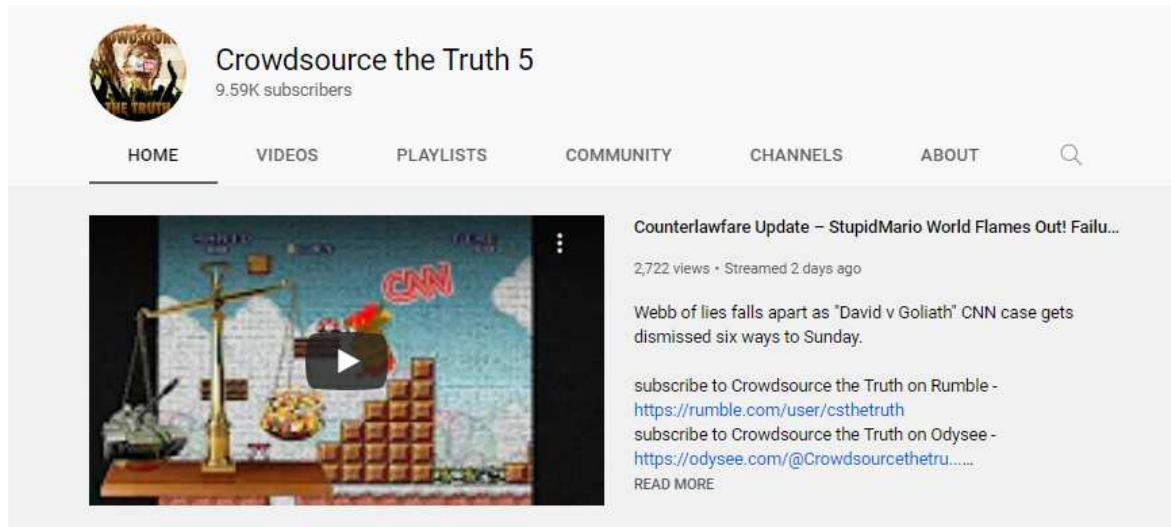 CROWDSOURCE
THE TRUTH
Crowdsource the Truth 5
9.59K subscribers
HOME VIDEOS PLAYLISTS COMMUNITY CHANNELS ABOUT
CNN
Counterlawfare Update – StupidMario World Flames Out! Failu...
2,722 views • Streamed 2 days ago
Webb of lies falls apart as "David v Goliath" CNN case gets
dismissed six ways to Sunday.
subscribe to Crowdsource the Truth on Rumble -
https://rumble.com/user/csthetruth
subscribe to Crowdsource the Truth on Odysee -
https://odysee.com/@Crowdsourcethetru......
READ MORE